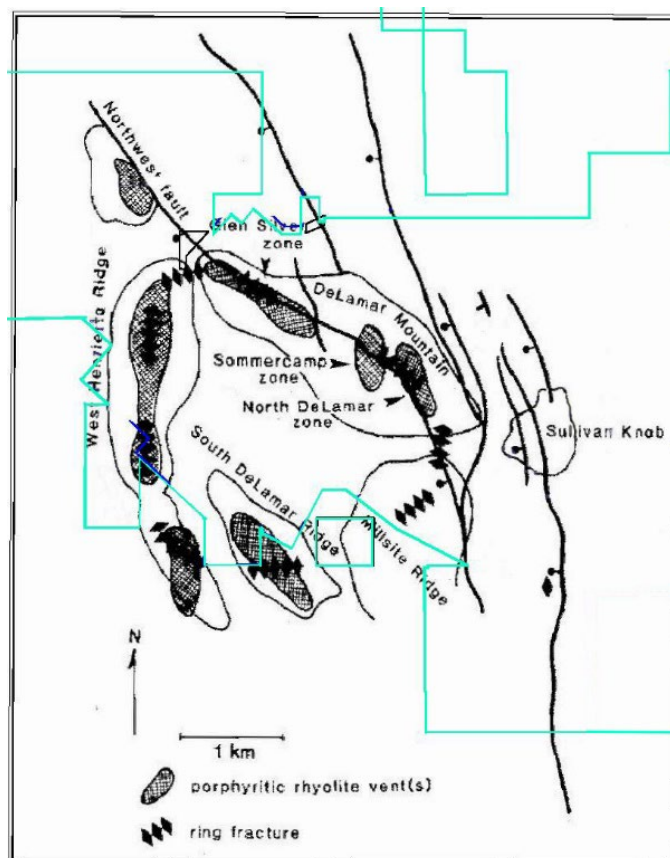 Northwest fault
Glen Silver
zone
West Henrietta Ridge
DeLamar Mountain
Sommercamp
zone
North DeLamar
zone
Sullivan Knob
South DeLamar Ridge
Millsite Ridge
N
1 km
porphyritic rhyolite vent(s)
ring fracture